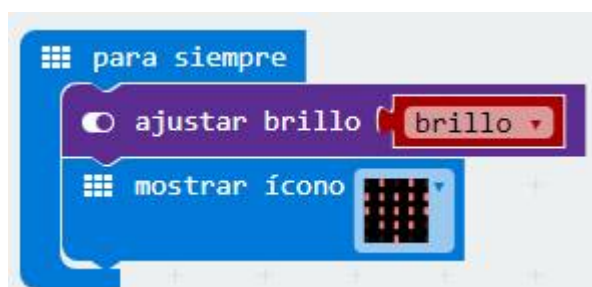 para siempre
ajustar brillo brillo
mostrar ícono